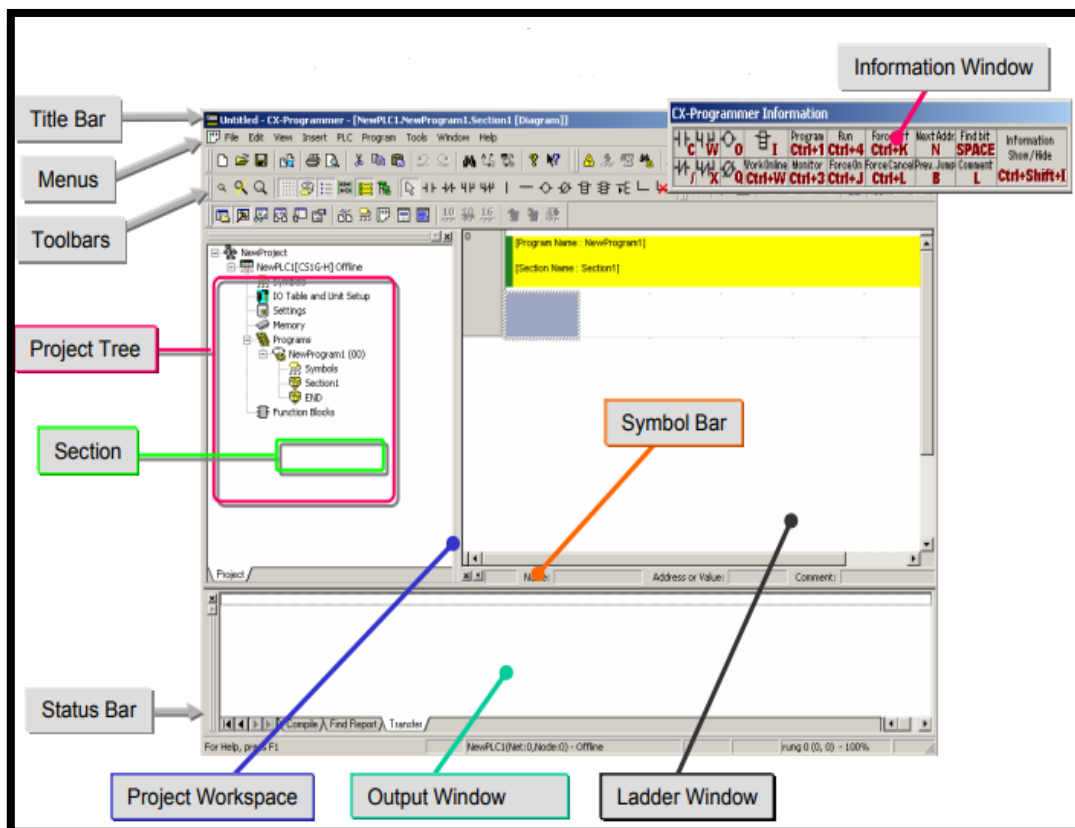 Information Window
Title Bar
Untitled - CX-Programmer - [NewPLC1.NewProgram1.Section1 [Diagram]]
CX-Programmer Information
Menus
File Edit View Insert PLC Program Tools Window Help
C W O I Program Run Next Addr. Find bit Information
Ctrl+1 Ctrl+4 Ctrl+K N SPACE Show/Hide
/ X Q Work Online Monitor Force On Force Cancel Prev. Jump Comment
Ctrl+W Ctrl+3 Ctrl+J Ctrl+L B L Ctrl+Shift+I
Toolbars
10 10 16
NewProject
NewPLC1[CS1G-H] Offline
Symbols
IO Table and Unit Setup
Settings
Memory
Programs
NewProgram1 (00)
Symbols
Section1
END
Function Blocks
0
[Program Name : NewProgram1]
[Section Name : Section1]
Project Tree
Section
Symbol Bar
Project
Address or Value:
Comment:
Status Bar
Compile Find Report Transfer
For Help, press F1
NewPLC1(Net:0,Node:0) - Offline
rung 0 (0, 0) - 100%
Project Workspace
Output Window
Ladder Window